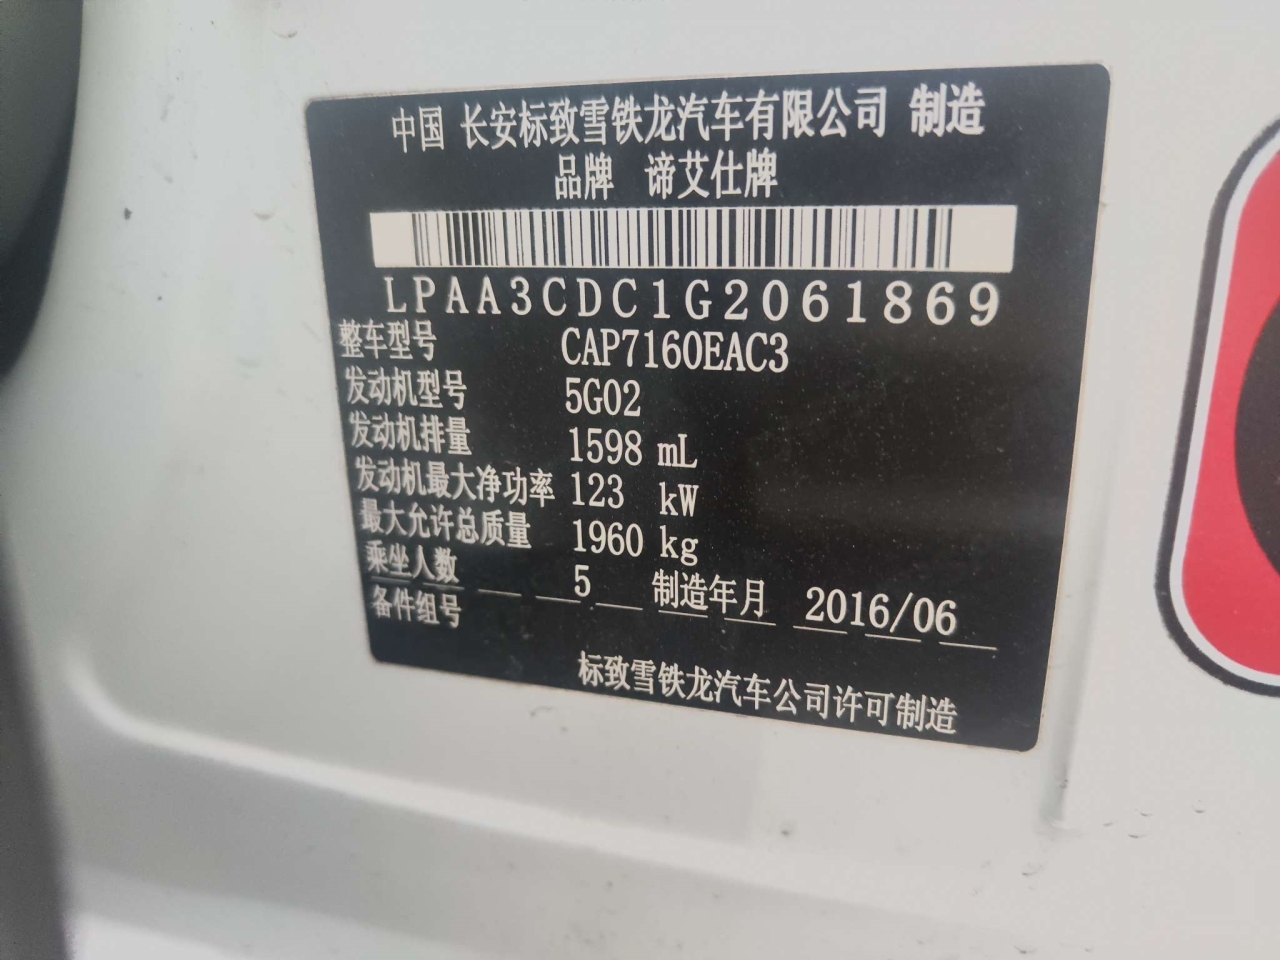 中国 长安标致雪铁龙汽车有限公司 制造
品牌 谛艾仕牌
LPAA3CDC1G2061869
整车型号 CAP7160EAC3
发动机型号 5G02
发动机排量 1598 mL
发动机最大净功率 123 kW
最大允许总质量 1960 kg
乘坐人数 5 制造年月 2016/06
备件组号
标致雪铁龙汽车公司许可制造